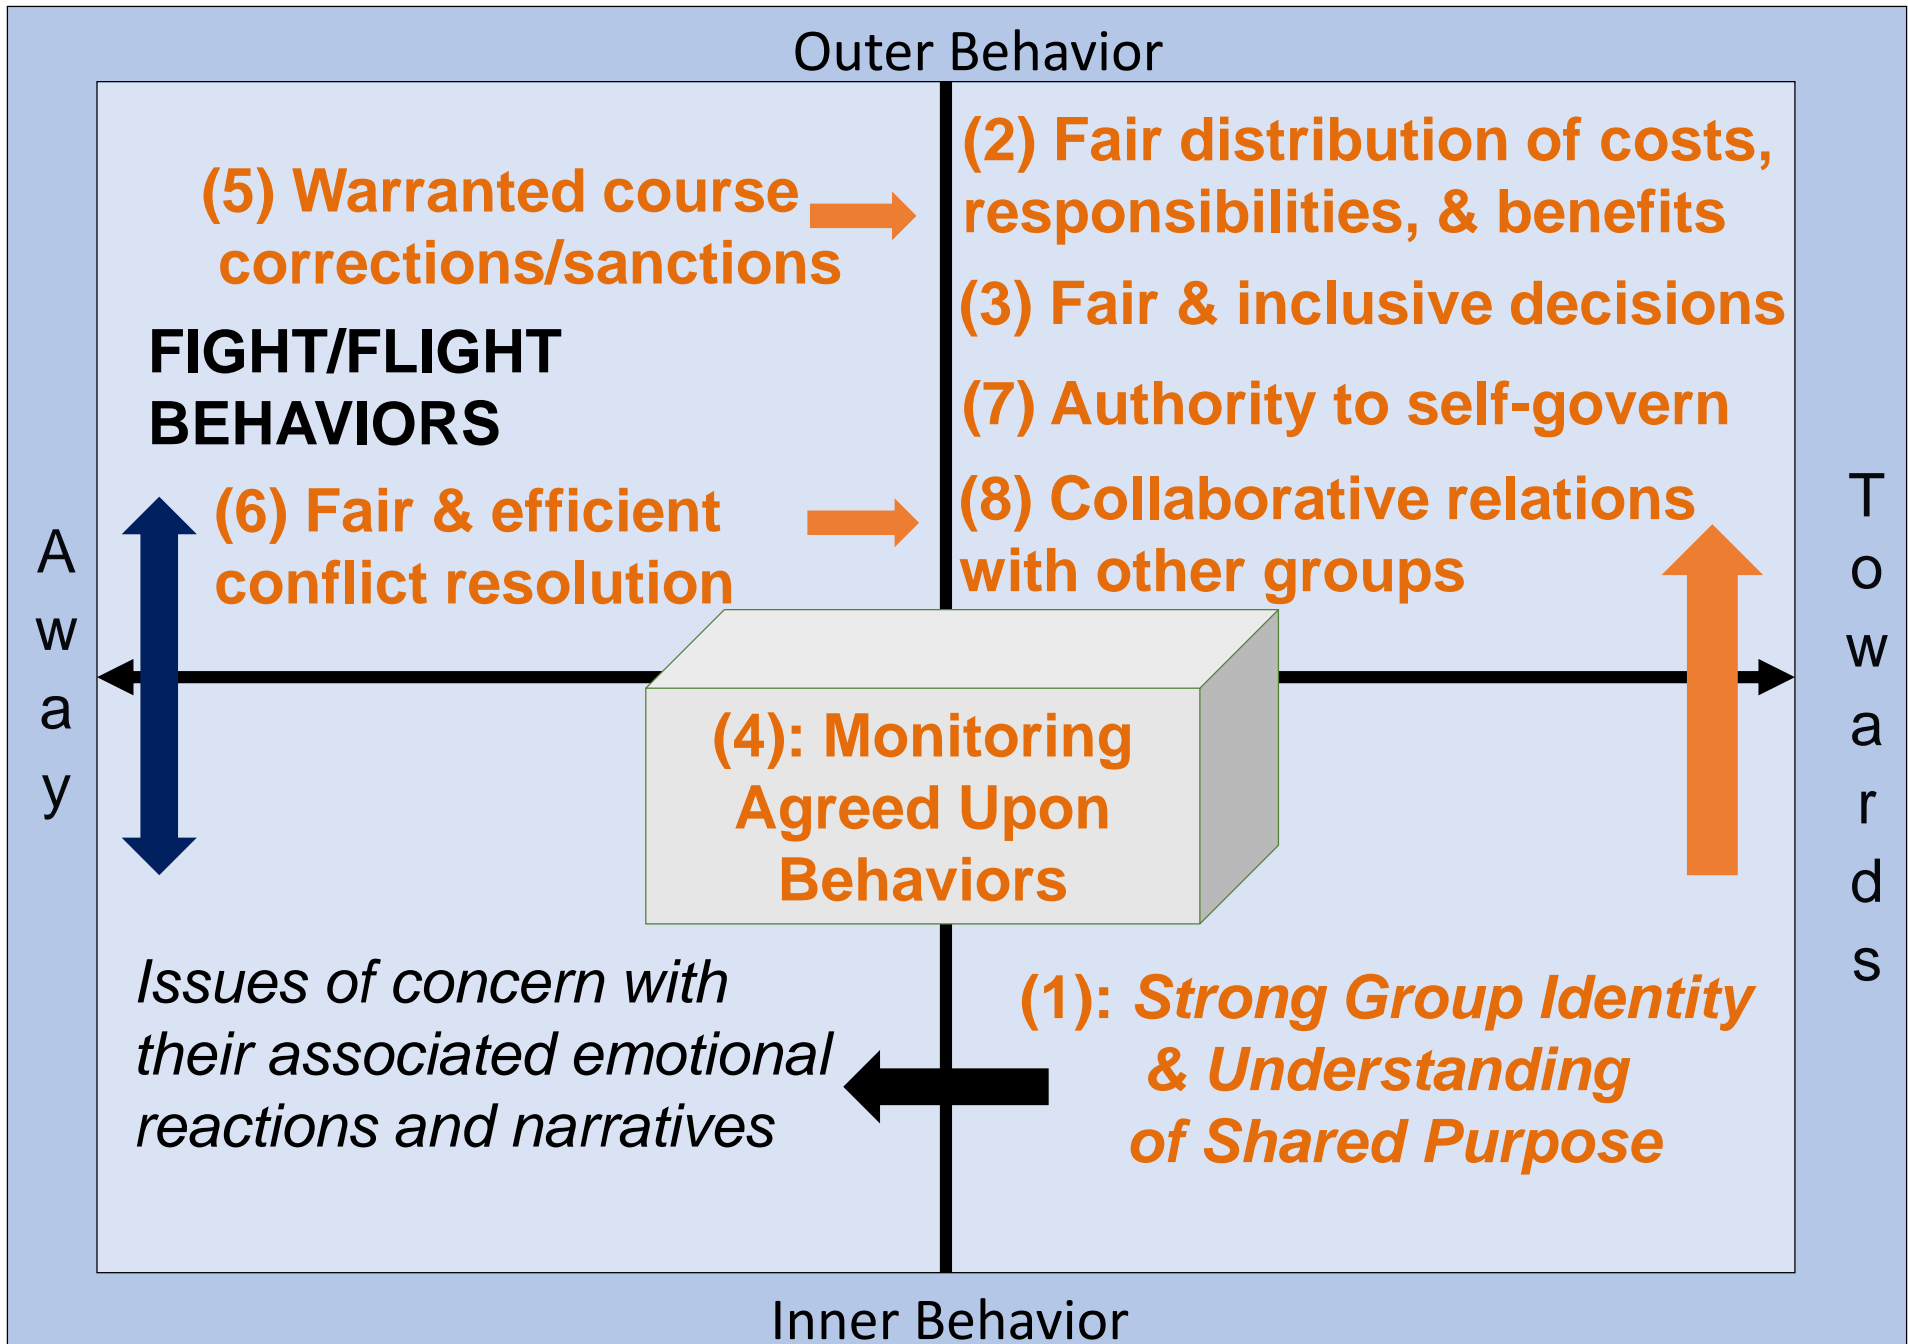 Outer Behavior
(5) Warranted course
corrections/sanctions
FIGHT/FLIGHT
BEHAVIORS
(6) Fair & efficient
conflict resolution
(2) Fair distribution of costs,
responsibilities, & benefits
(3) Fair & inclusive decisions
(7) Authority to self-govern
(8) Collaborative relations
with other groups
Away
Towards
(4): Monitoring
Agreed Upon
Behaviors
Issues of concern with
their associated emotional
reactions and narratives
(1): Strong Group Identity
& Understanding
of Shared Purpose
Inner Behavior